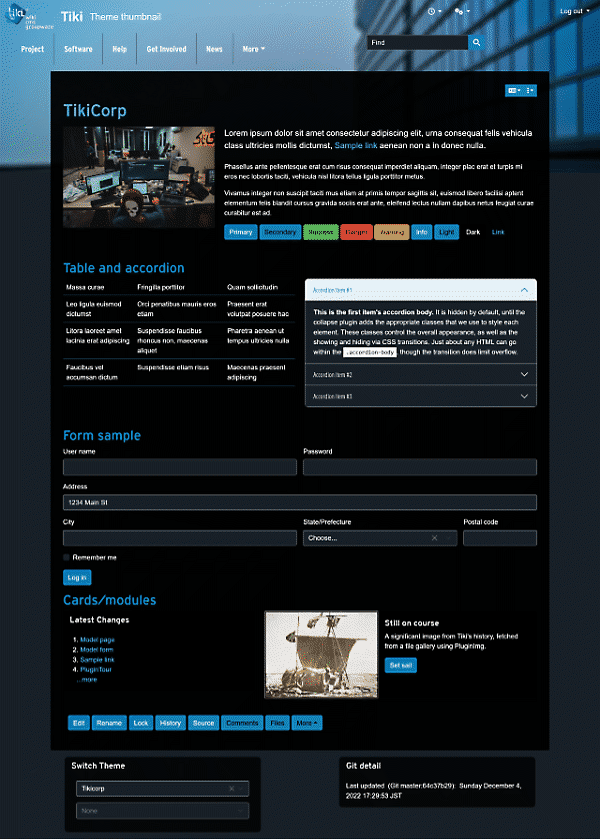 tiki
wiki
cms
groupware
Tiki Theme thumbnail
Log out
Project Software Help Get Involved News More
Find
TikiCorp
Lorem ipsum dolor sit amet consectetur adipiscing elit, urna consequat felis vehicula
class ultricies mollis dictumst, Sample link aenean non a in donec nulla.
Phasellus ante pellentesque erat cum risus consequat imperdiet aliquam, integer plac erat et turpis mi
eros nec lobortis taciti, vehicula nisl litora tellus ligula porttitor metus.
Vivamus integer non suscipit taciti mus etiam at primis tempor sagittis sit, euismod libero facilisi aptent
elementum felis blandit cursus gravida sociis erat ante, eleifend lectus nullam dapibus netus feugiat curae
curabitur est ad.
Primary Secondary Success Danger Warning Info Light Dark Link
Table and accordion
Massa curae Fringilla porttitor Quam sollicitudin
Leo ligula euismod dictumst Orci penatibus mauris eros etiam Praesent erat volutpat posuere hac
Litora laoreet amet lacinia erat adipiscing Suspendisse faucibus rhoncus non, maecenas aliquet Pharetra aenean ut tempus ultricies nulla
Faucibus vel accumsan dictum Suspendisse etiam risus Maecenas praesent adipiscing
Accordion Item #1
This is the first item's accordion body. It is hidden by default, until the
collapse plugin adds the appropriate classes that we use to style each
element. These classes control the overall appearance, as well as the
showing and hiding via CSS transitions. Just about any HTML can go
within the .accordion-body, though the transition does limit overflow.
Accordion Item #2
Accordion Item #3
Form sample
User name Password
Address
1234 Main St
City State/Prefecture Postal code
Choose...
Remember me
Log in
Cards/modules
Latest Changes
1. Model page
2. Model form
3. Sample link
4. PluginTour
...more
Still on course
A significant image from Tiki's history, fetched
from a file gallery using PluginImg.
Set sail
Edit Rename Lock History Source Comments Files More
Switch Theme
Tikicorp
None
Git detail
Last updated (Git master:64c37b29): Sunday December 4,
2022 17:29:53 JST